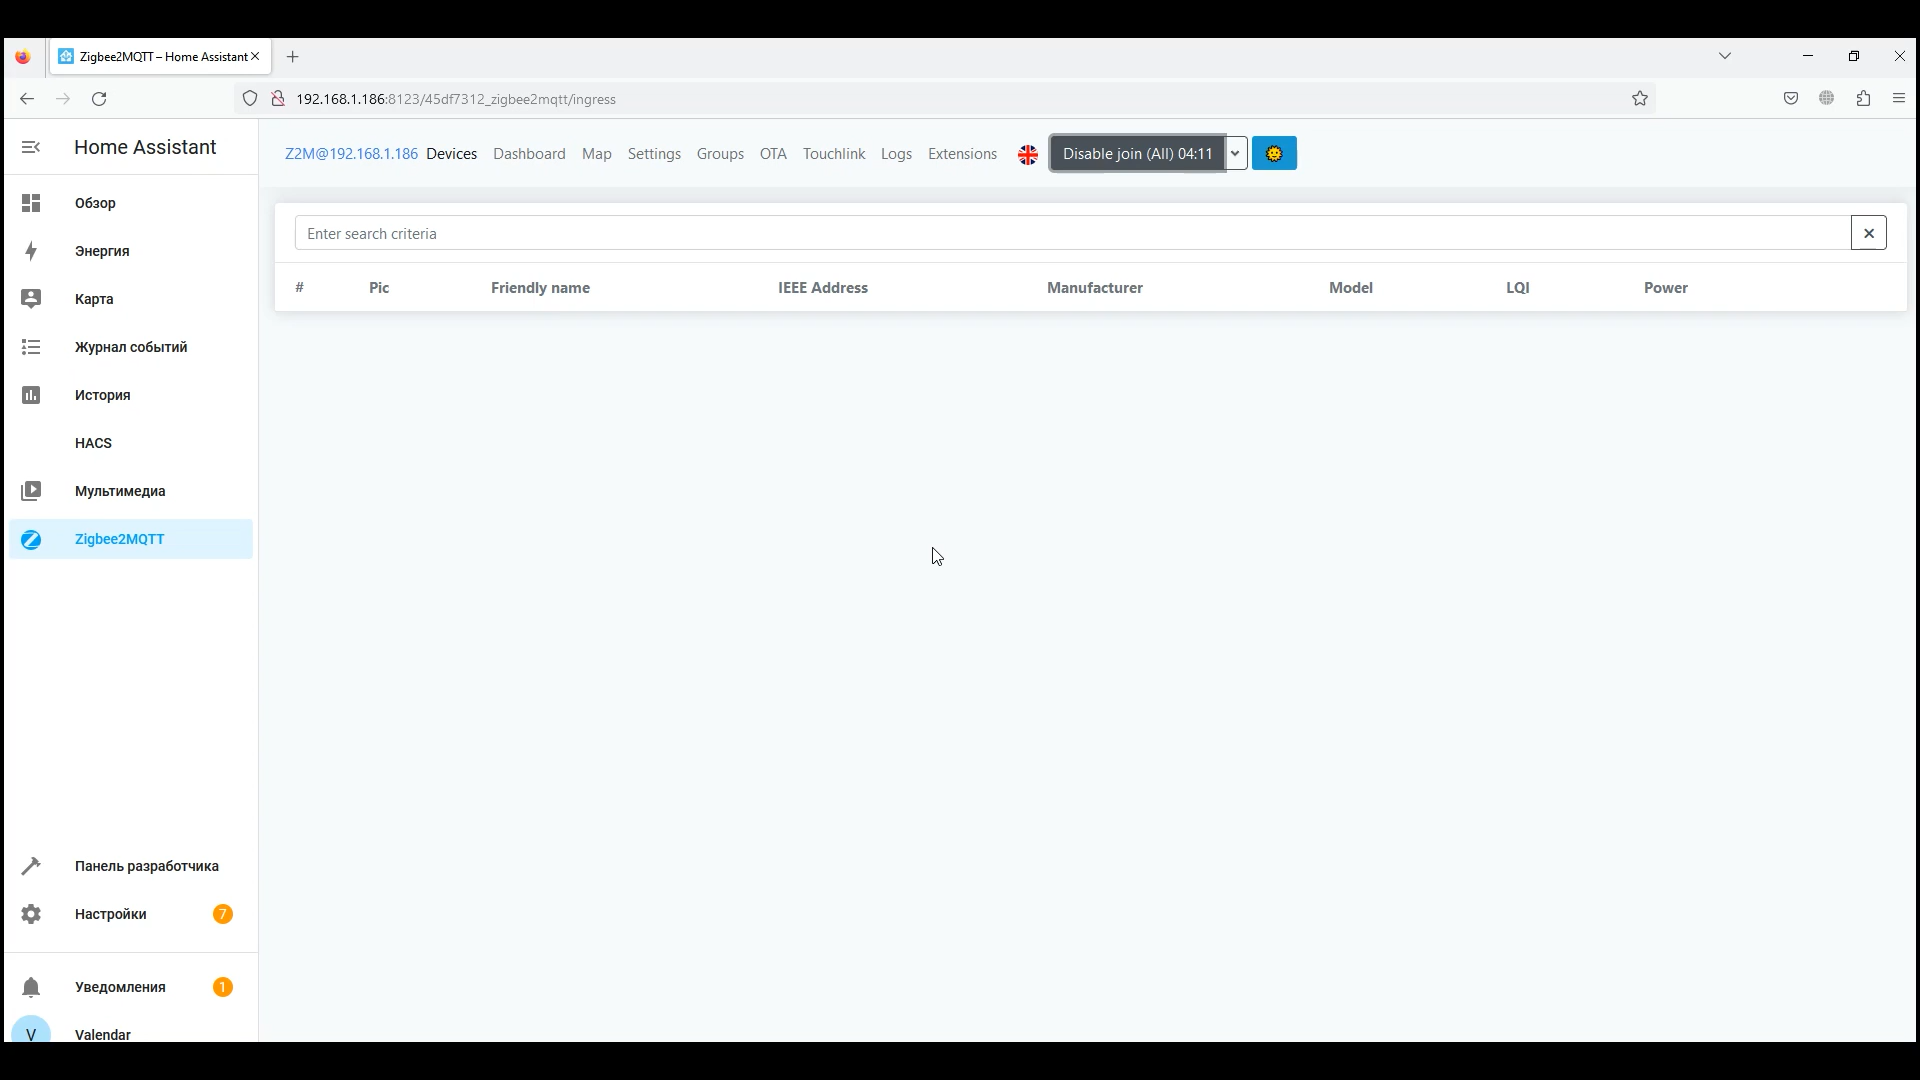 Zigbee2MQTT – Home Assistant
192.168.1.186:8123/45df7312_zigbee2mqtt/ingress
Home Assistant
Z2M@192.168.1.186 Devices Dashboard Map Settings Groups OTA Touchlink Logs Extensions Disable join (All) 04:11
Обзор
Энергия
Карта
Журнал событий
История
HACS
Мультимедиа
Zigbee2MQTT
Панель разработчика
Настройки 7
Уведомления 1
V Valendar
Enter search criteria
# Pic Friendly name IEEE Address Manufacturer Model LQI Power